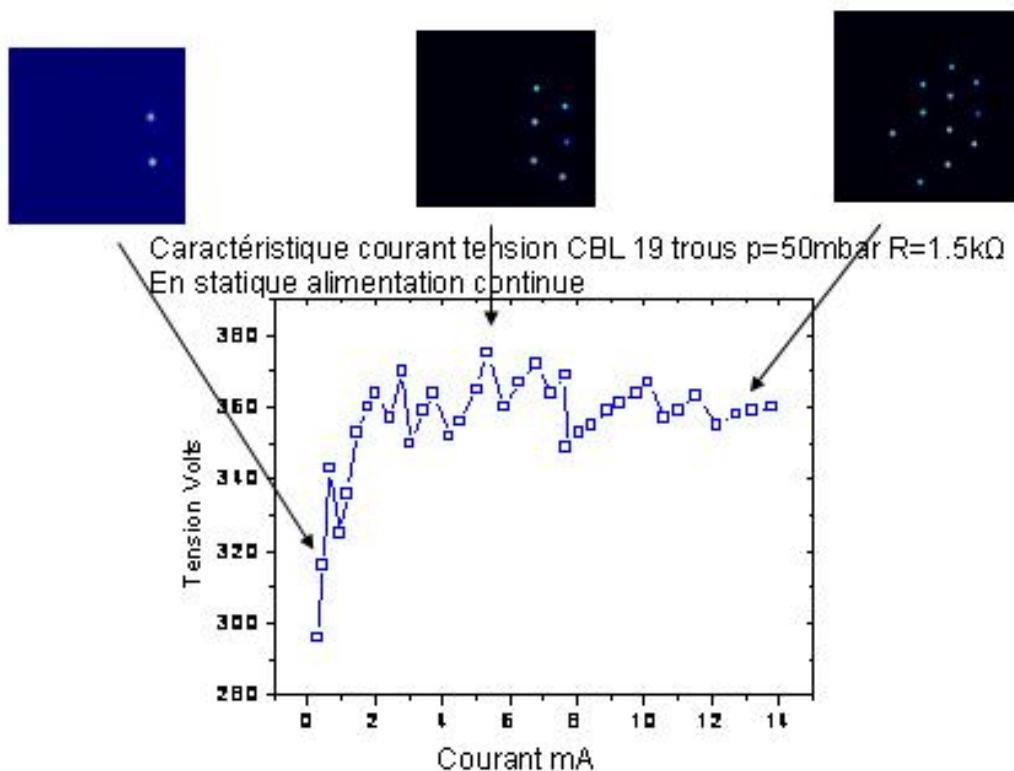 Caractéristique courant tension CBL 19 trous p=50mbar R=1.5kΩ
En statique alimentation continue
380
360
340
320
300
280
Tension Volts
0 2 4 6 8 10 12 14
Courant mA